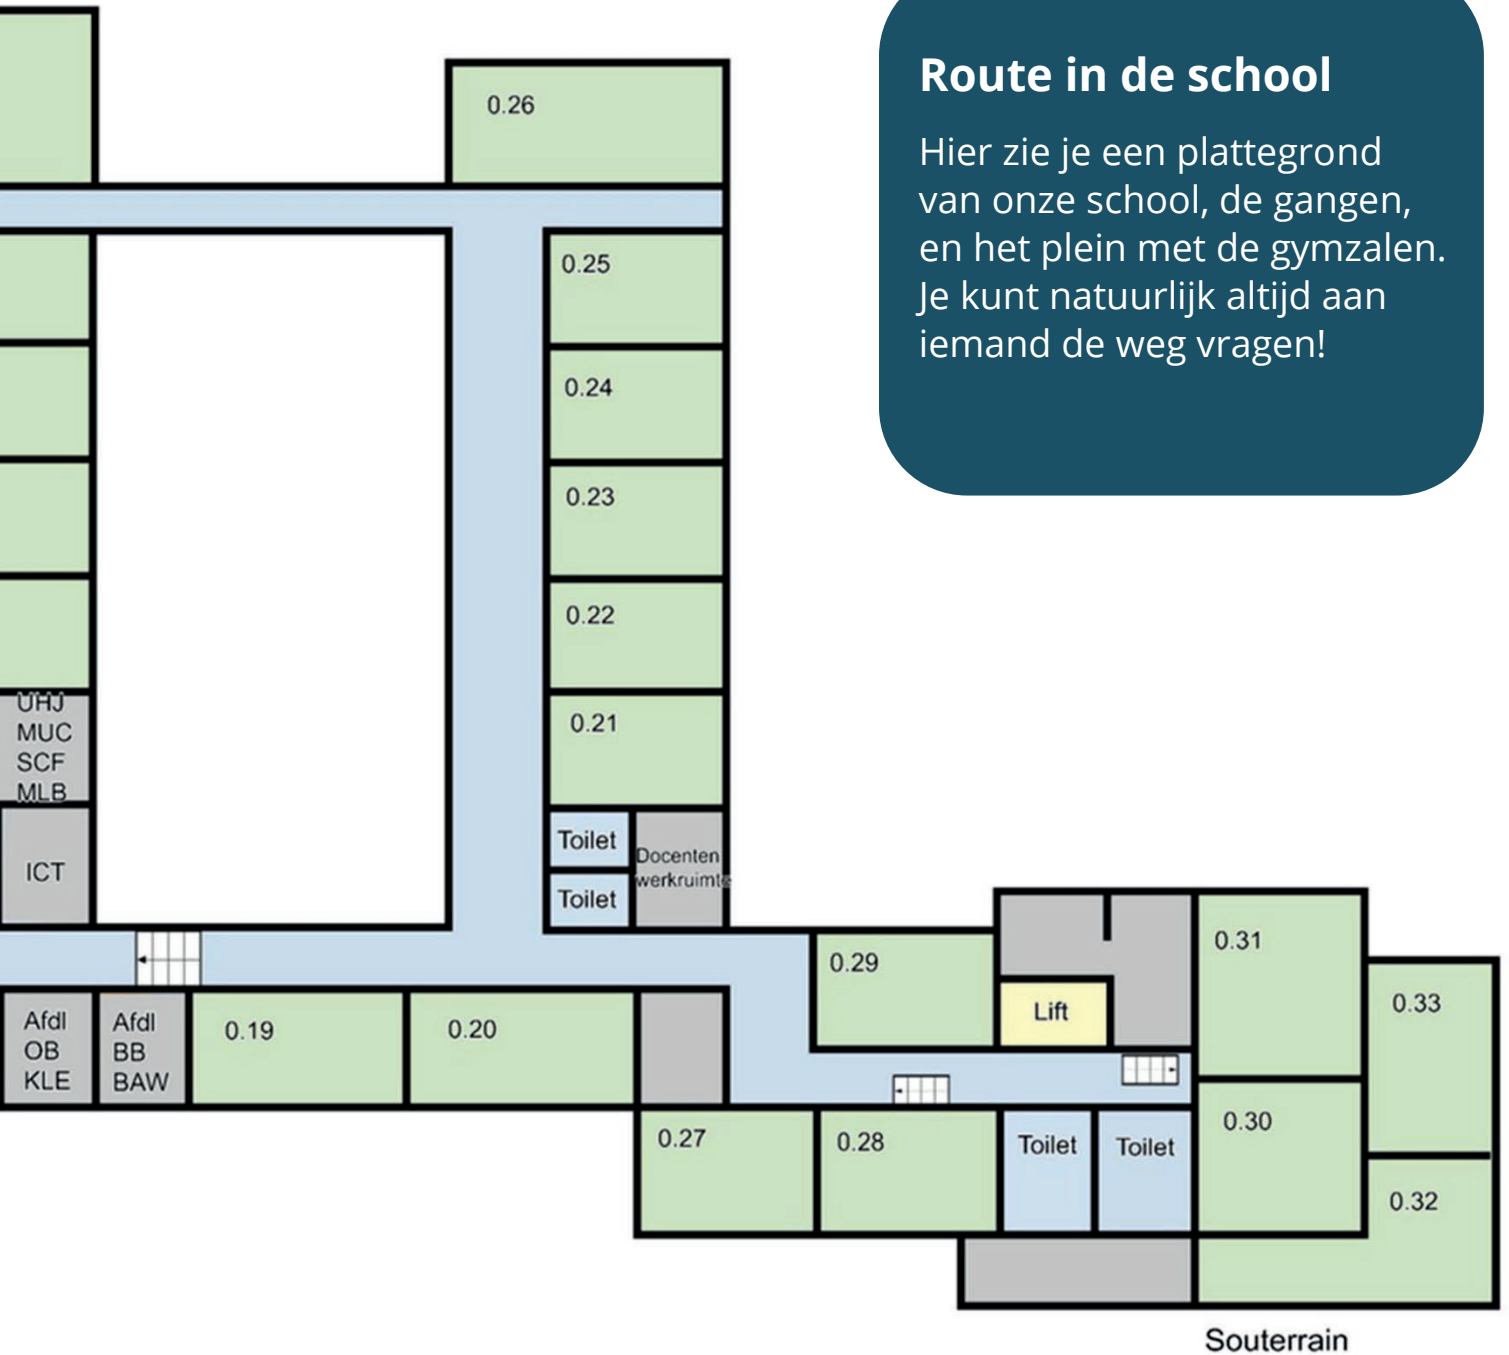 Route in de school
Hier zie je een plattegrond
van onze school, de gangen,
en het plein met de gymzalen.
Je kunt natuurlijk altijd aan
iemand de weg vragen!
0.26
0.25
0.24
0.23
0.22
0.21
UHJ
MUC
SCF
MLB
ICT
Toilet
Toilet
Docenten
werkruimte
0.29
Lift
0.31
0.33
Afdl
OB
KLE
Afdl
BB
BAW
0.19
0.20
0.27
0.28
Toilet
Toilet
0.30
0.32
Souterrain